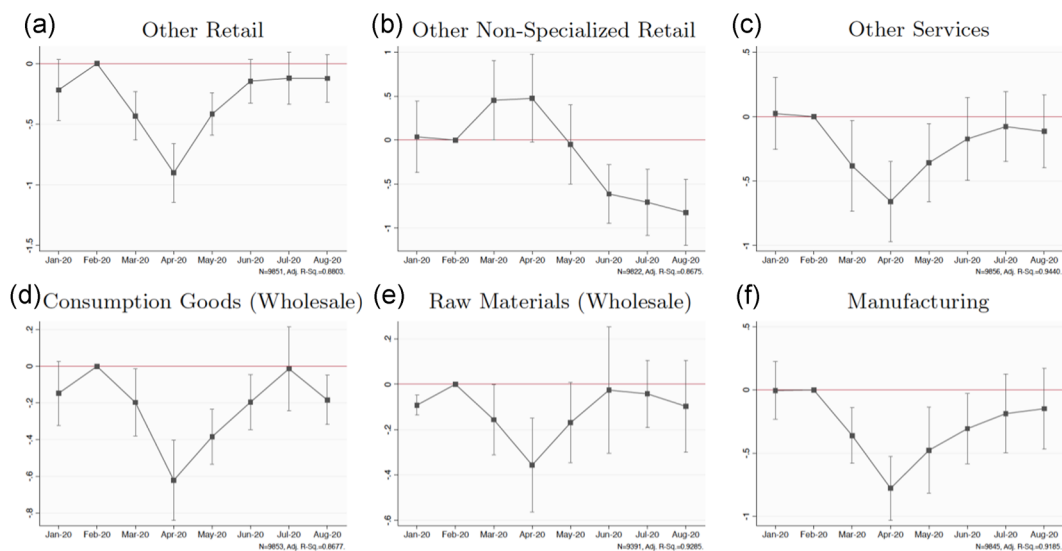 (a) Other Retail
0
-.5
-1
-1.5
Jan-20 Feb-20 Mar-20 Apr-20 May-20 Jun-20 Jul-20 Aug-20
N=9851, Adj. R-Sq.=0.8803.
(b) Other Non-Specialized Retail
1
.5
0
-.5
-1
Jan-20 Feb-20 Mar-20 Apr-20 May-20 Jun-20 Jul-20 Aug-20
N=9822, Adj. R-Sq.=0.8675.
(c) Other Services
.5
0
-.5
-1
Jan-20 Feb-20 Mar-20 Apr-20 May-20 Jun-20 Jul-20 Aug-20
N=9856, Adj. R-Sq.=0.9440.
(d) Consumption Goods (Wholesale)
.2
0
-.2
-.4
-.6
-.8
Jan-20 Feb-20 Mar-20 Apr-20 May-20 Jun-20 Jul-20 Aug-20
N=9853, Adj. R-Sq.=0.8677.
(e) Raw Materials (Wholesale)
.2
0
-.2
-.4
-.6
Jan-20 Feb-20 Mar-20 Apr-20 May-20 Jun-20 Jul-20 Aug-20
N=9391, Adj. R-Sq.=0.9285.
(f) Manufacturing
.5
0
-.5
-1
Jan-20 Feb-20 Mar-20 Apr-20 May-20 Jun-20 Jul-20 Aug-20
N=9845, Adj. R-Sq.=0.9185.